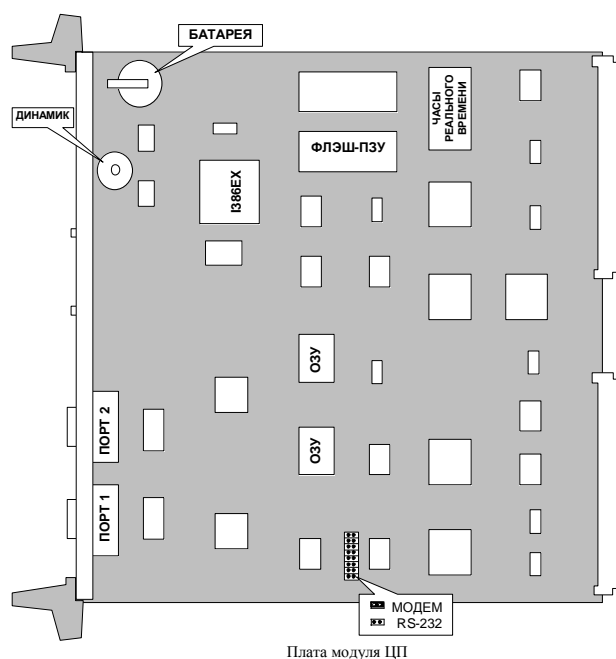 БАТАРЕЯ
ДИНАМИК
ЧАСЫ
РЕАЛЬНОГО
ВРЕМЕНИ
ФЛЭШ-ПЗУ
I386EX
ОЗУ
ПОРТ 2
ОЗУ
ПОРТ 1
МОДЕМ
RS-232
Плата модуля ЦП